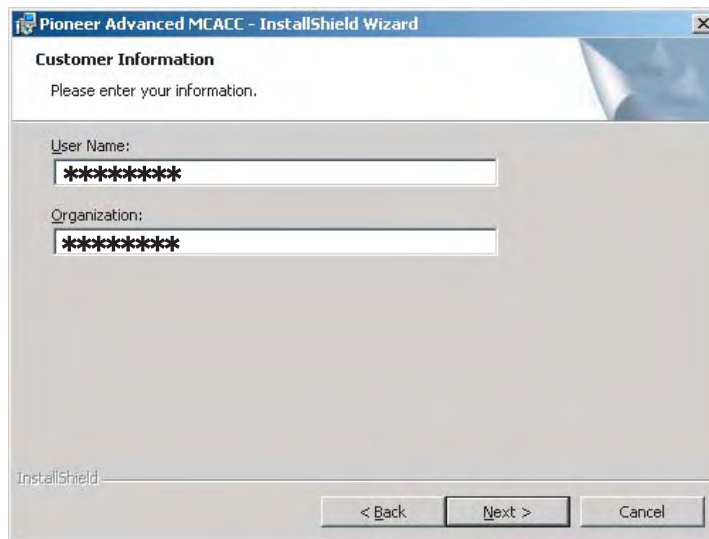 Pioneer Advanced MCACC - InstallShield Wizard
Customer Information
Please enter your information.
User Name:
********
Organization:
********
InstallShield
< Back
Next >
Cancel